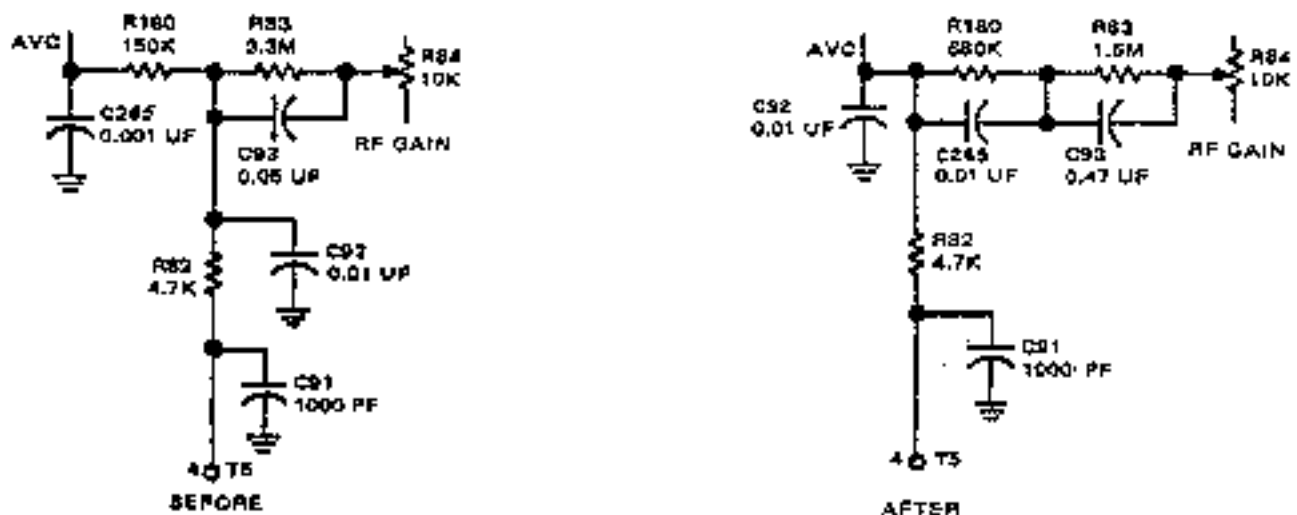 AVC
R180
150K
R83
3.3M
R84
10K
C265
0.001 UF
C93
0.05 UF
RF GAIN
R82
4.7K
C92
0.01 UF
C91
1000 PF
4 T5
BEFORE
AVC
R180
680K
R83
R84
10K
C92
0.01 UF
C265
0.01 UF
C93
0.47 UF
RF GAIN
R82
4.7K
C91
1000 PF
4 T5
AFTER